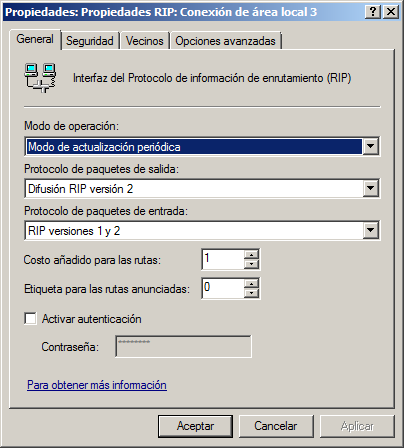 Propiedades: Propiedades RIP: Conexión de área local 3
General Seguridad Vecinos Opciones avanzadas
Interfaz del Protocolo de información de enrutamiento (RIP)
Modo de operación:
Modo de actualización periódica
Protocolo de paquetes de salida:
Difusión RIP versión 2
Protocolo de paquetes de entrada:
RIP versiones 1 y 2
Costo añadido para las rutas: 1
Etiqueta para las rutas anunciadas: 0
Activar autenticación
Contraseña: ********
Para obtener más información
Aceptar Cancelar Aplicar